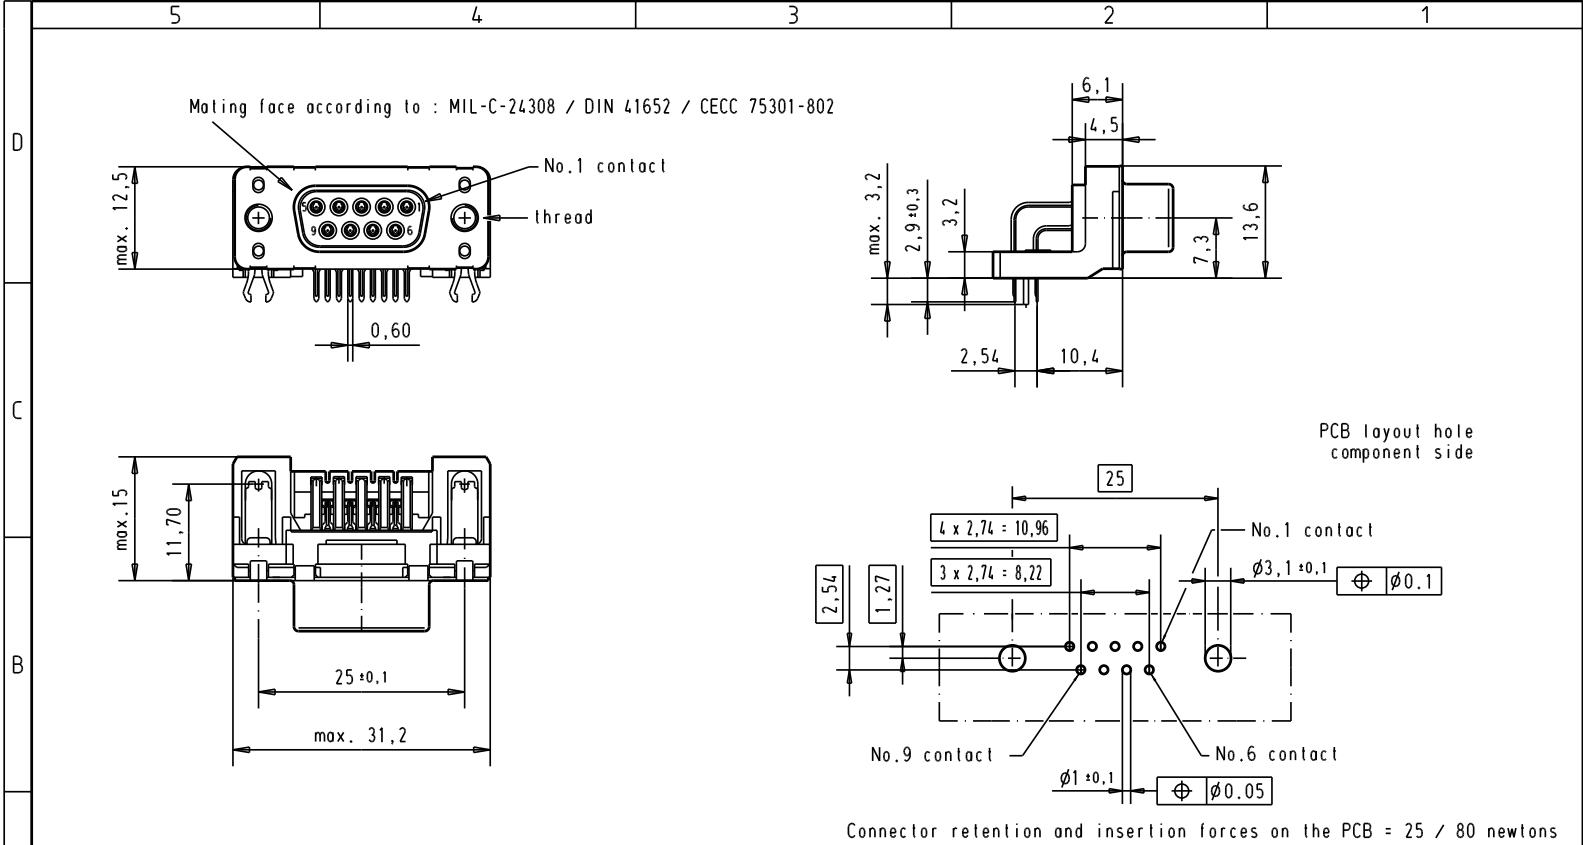 5 4 3 2 1
D
C
B
Mating face according to : MIL-C-24308 / DIN 41652 / CECC 75301-802
No.1 contact
thread
max. 12,5
5 1
9 6
0,60
6,1
4,5
max. 3,2
2,9 ±0,3
3,2
7,3
13,6
2,54 10,4
max.15
11,70
25 ±0,1
max. 31,2
PCB layout hole
component side
25
4 x 2,74 = 10,96
3 x 2,74 = 8,22
No.1 contact
Ø3,1 ±0,1
⌖ Ø0.1
2,54
1,27
No.9 contact
No.6 contact
Ø1 ±0,1
⌖ Ø0.05
Connector retention and insertion forces on the PCB = 25 / 80 newtons